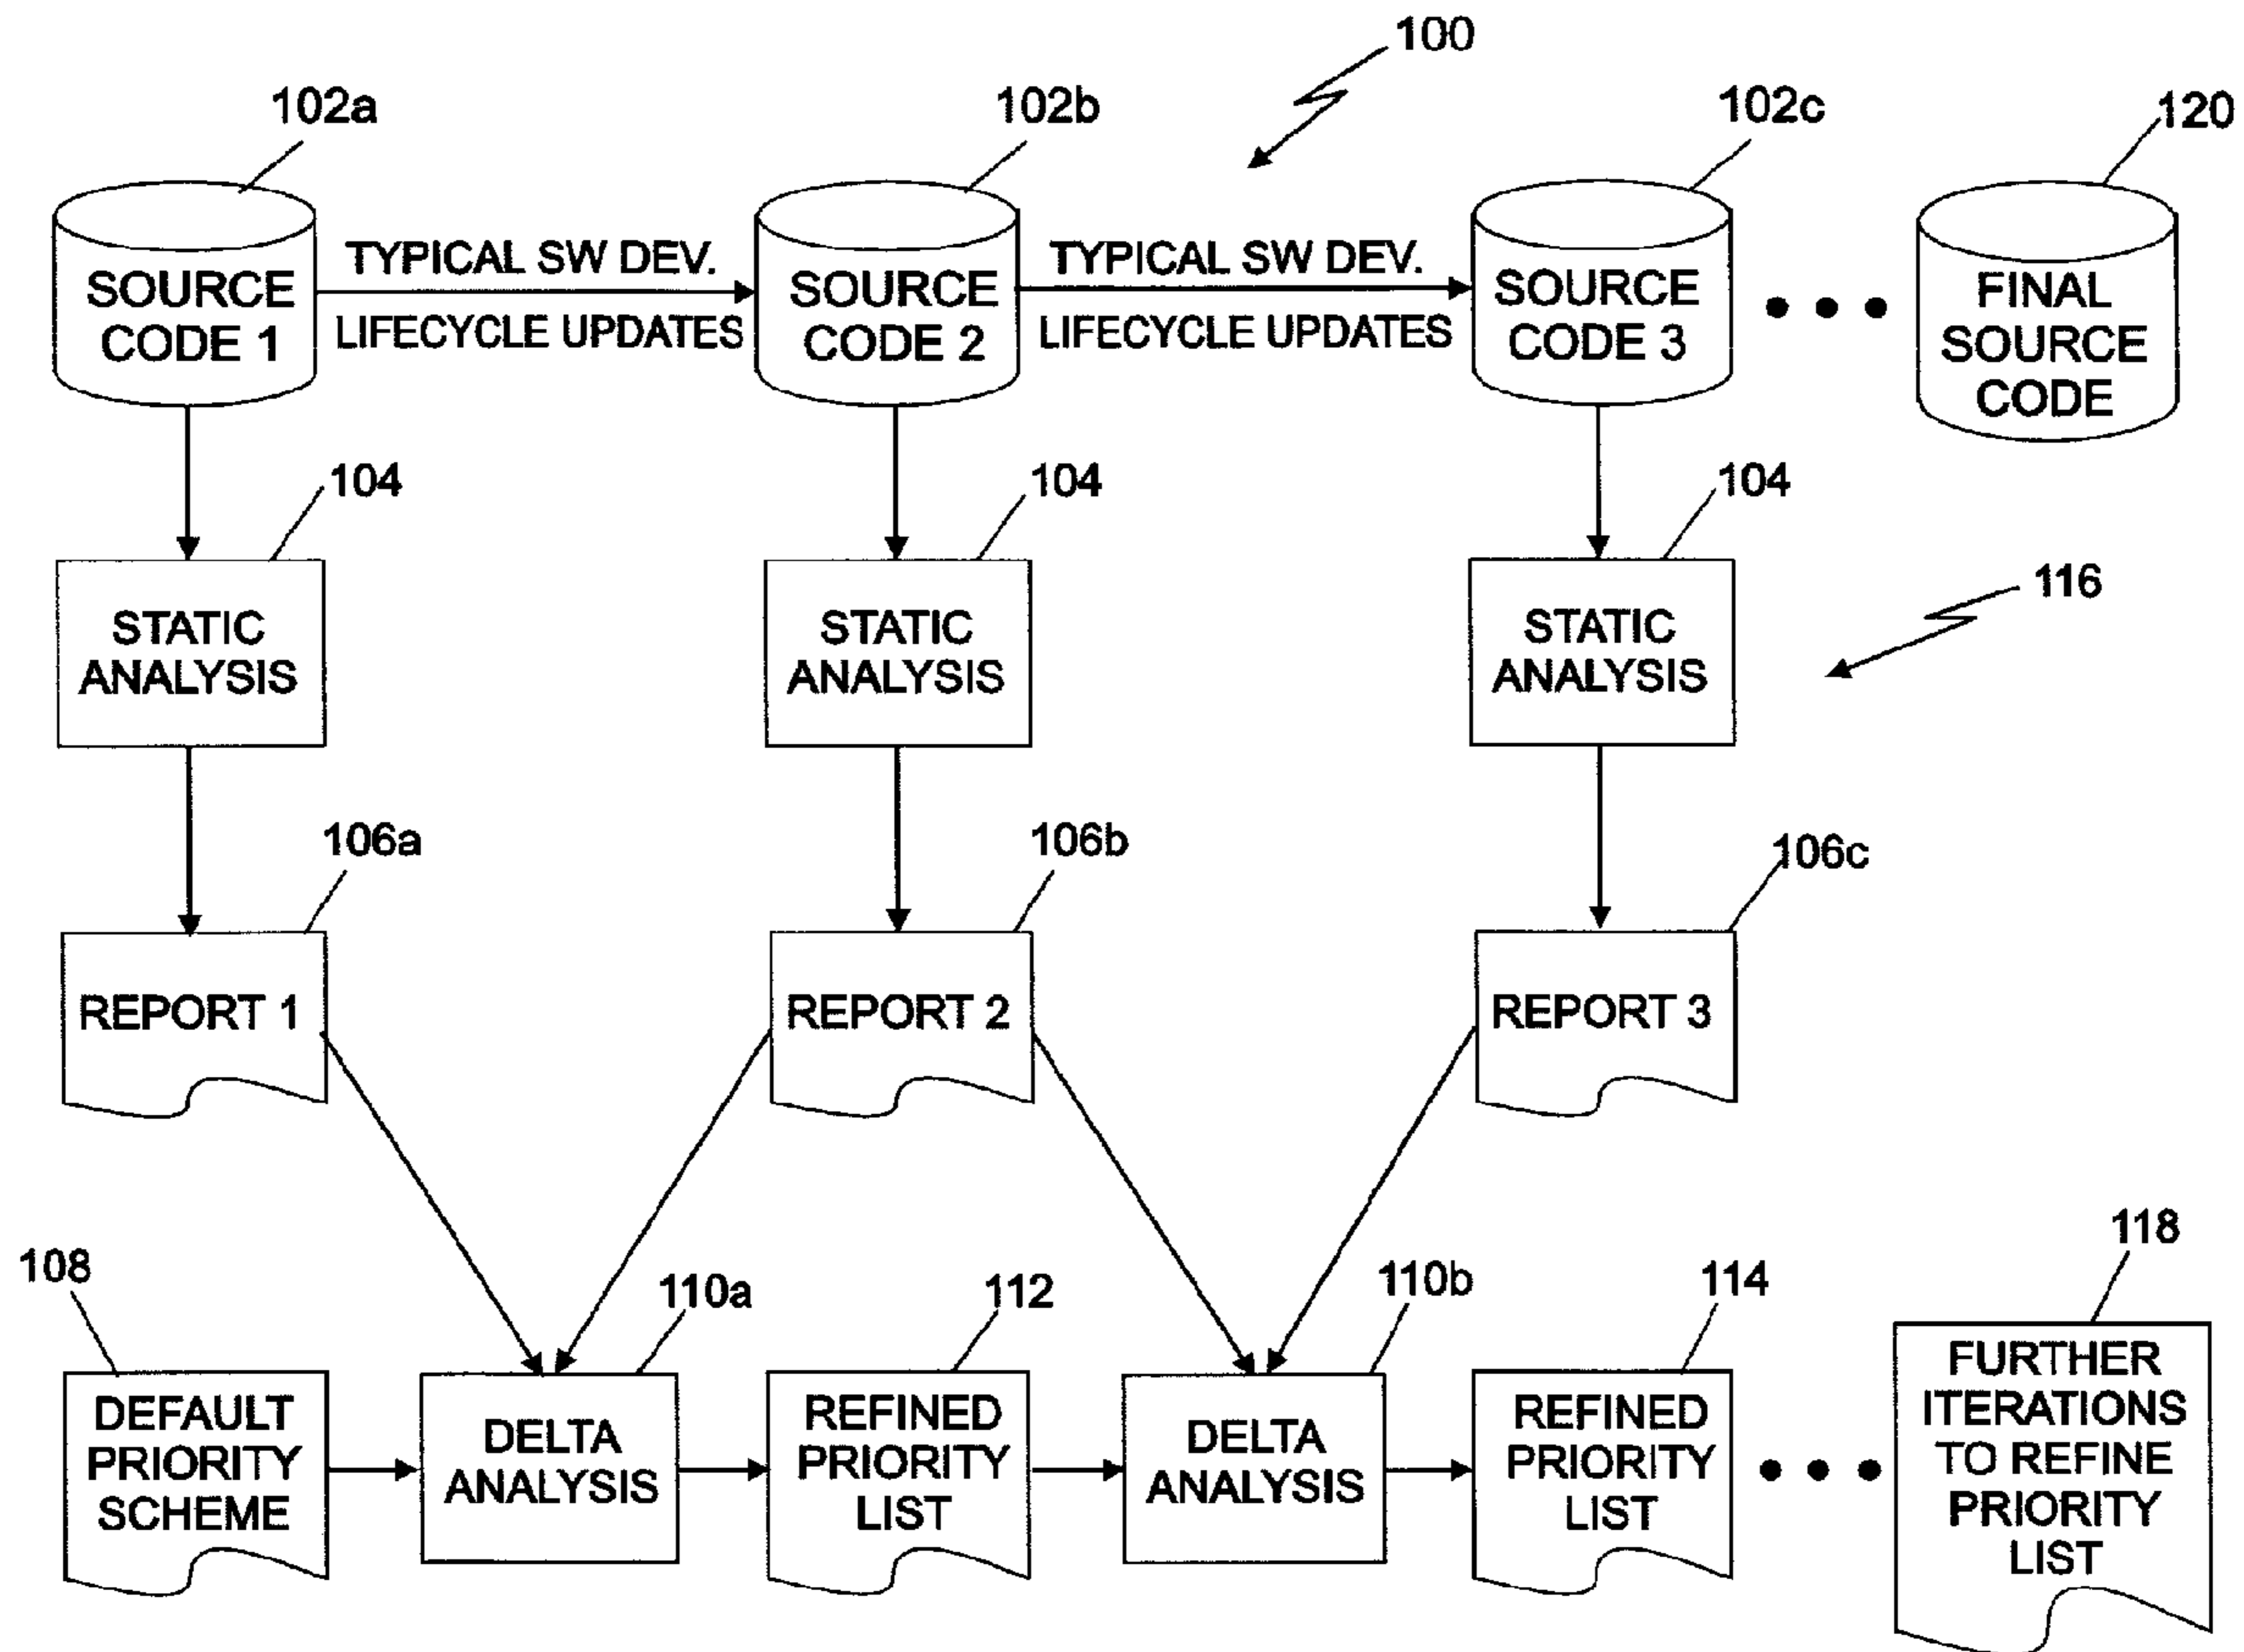 100
102a
102b
102c
120
SOURCE
CODE 1
TYPICAL SW DEV.
LIFECYCLE UPDATES
SOURCE
CODE 2
TYPICAL SW DEV.
LIFECYCLE UPDATES
SOURCE
CODE 3
FINAL
SOURCE
CODE
104
104
104
STATIC
ANALYSIS
STATIC
ANALYSIS
STATIC
ANALYSIS
116
106a
106b
106c
REPORT 1
REPORT 2
REPORT 3
108
110a
112
110b
114
118
DEFAULT
PRIORITY
SCHEME
DELTA
ANALYSIS
REFINED
PRIORITY
LIST
DELTA
ANALYSIS
REFINED
PRIORITY
LIST
FURTHER
ITERATIONS
TO REFINE
PRIORITY
LIST